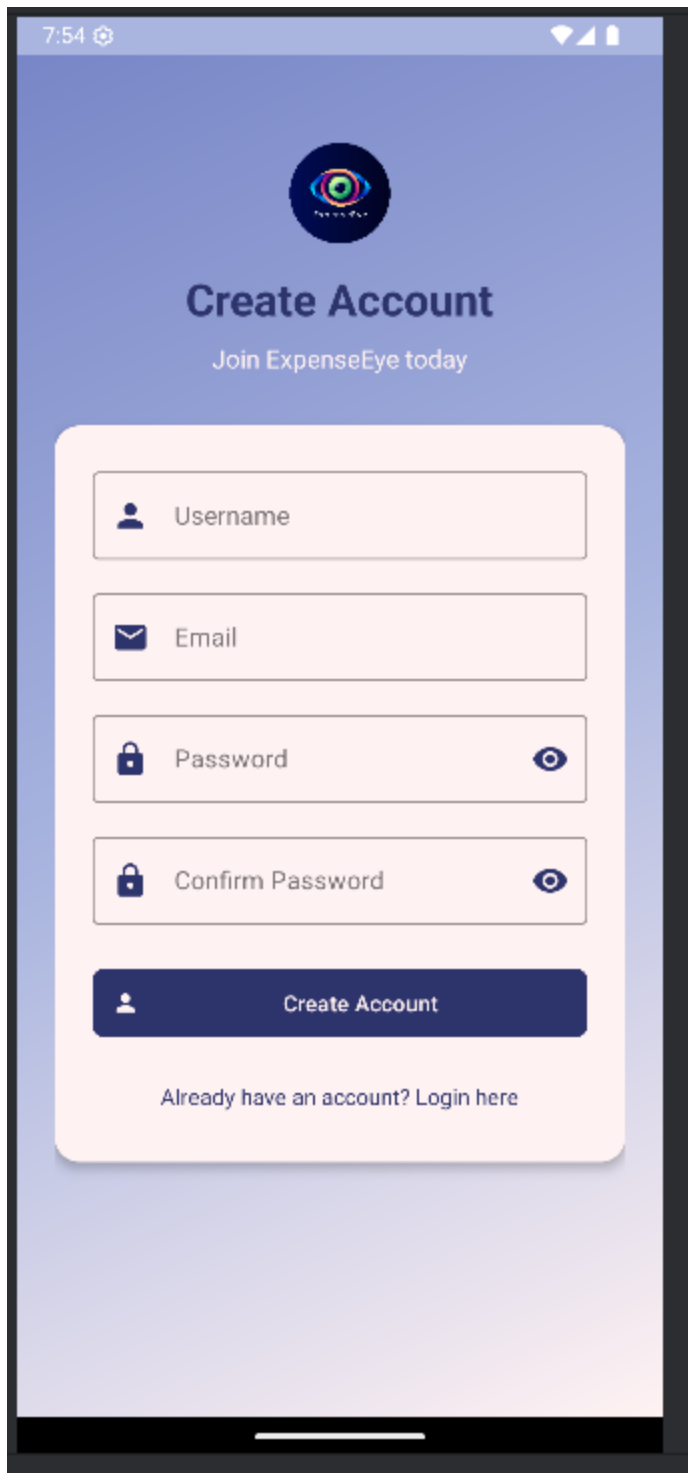 7:54
Create Account
Join ExpenseEye today
Username
Email
Password
Confirm Password
Create Account
Already have an account? Login here